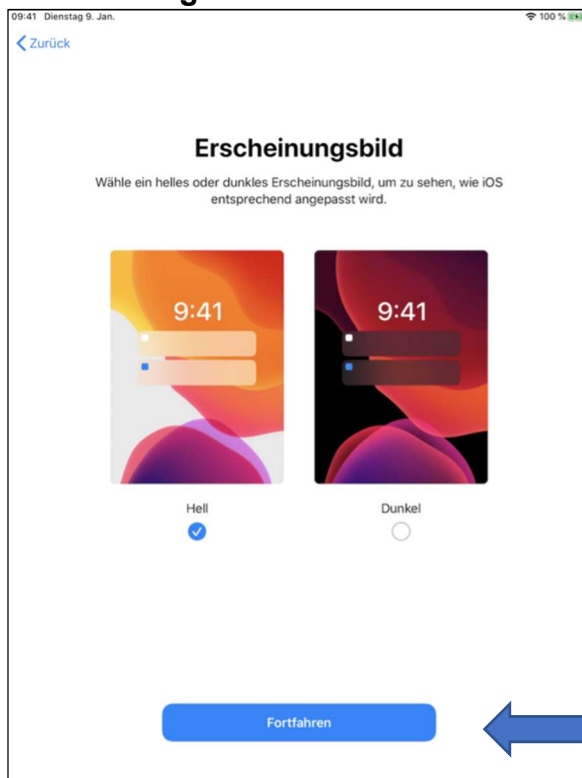 09:41 Dienstag 9. Jan. 100 %
Zurück
Erscheinungsbild
Wähle ein helles oder dunkles Erscheinungsbild, um zu sehen, wie iOS
entsprechend angepasst wird.
9:41 9:41
Hell Dunkel
Fortfahren